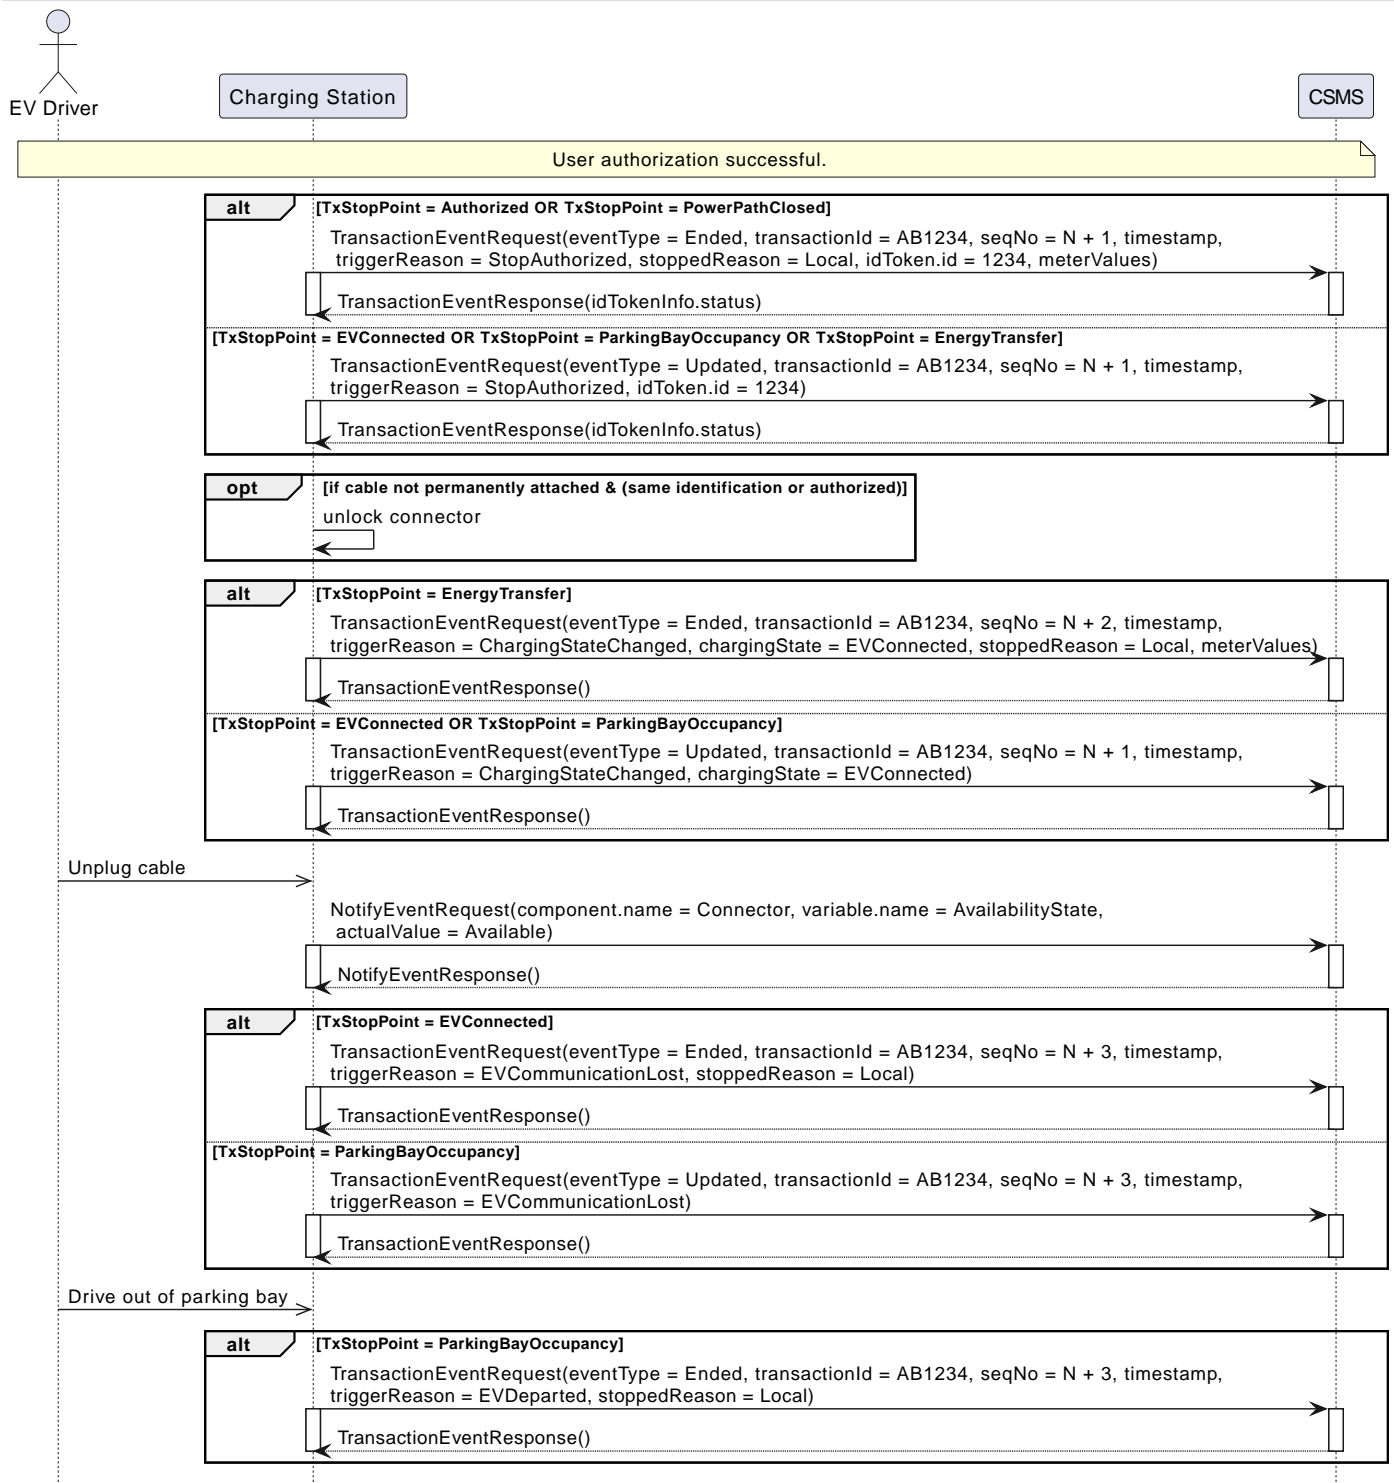 EV Driver
Charging Station
CSMS
User authorization successful.
alt
[TxStopPoint = Authorized OR TxStopPoint = PowerPathClosed]
TransactionEventRequest(eventType = Ended, transactionId = AB1234, seqNo = N + 1, timestamp,
triggerReason = StopAuthorized, stoppedReason = Local, idToken.id = 1234, meterValues)
TransactionEventResponse(idTokenInfo.status)
[TxStopPoint = EVConnected OR TxStopPoint = ParkingBayOccupancy OR TxStopPoint = EnergyTransfer]
TransactionEventRequest(eventType = Updated, transactionId = AB1234, seqNo = N + 1, timestamp,
triggerReason = StopAuthorized, idToken.id = 1234)
TransactionEventResponse(idTokenInfo.status)
opt
[if cable not permanently attached & (same identification or authorized)]
unlock connector
alt
[TxStopPoint = EnergyTransfer]
TransactionEventRequest(eventType = Ended, transactionId = AB1234, seqNo = N + 2, timestamp,
triggerReason = ChargingStateChanged, chargingState = EVConnected, stoppedReason = Local, meterValues)
TransactionEventResponse()
[TxStopPoint = EVConnected OR TxStopPoint = ParkingBayOccupancy]
TransactionEventRequest(eventType = Updated, transactionId = AB1234, seqNo = N + 1, timestamp,
triggerReason = ChargingStateChanged, chargingState = EVConnected)
TransactionEventResponse()
Unplug cable
NotifyEventRequest(component.name = Connector, variable.name = AvailabilityState,
actualValue = Available)
NotifyEventResponse()
alt
[TxStopPoint = EVConnected]
TransactionEventRequest(eventType = Ended, transactionId = AB1234, seqNo = N + 3, timestamp,
triggerReason = EVCommunicationLost, stoppedReason = Local)
TransactionEventResponse()
[TxStopPoint = ParkingBayOccupancy]
TransactionEventRequest(eventType = Updated, transactionId = AB1234, seqNo = N + 3, timestamp,
triggerReason = EVCommunicationLost)
TransactionEventResponse()
Drive out of parking bay
alt
[TxStopPoint = ParkingBayOccupancy]
TransactionEventRequest(eventType = Ended, transactionId = AB1234, seqNo = N + 3, timestamp,
triggerReason = EVDeparted, stoppedReason = Local)
TransactionEventResponse()